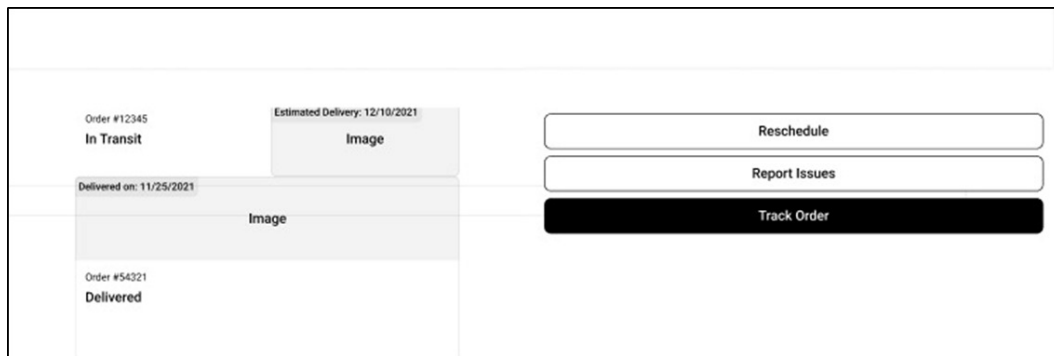 Order #12345
In Transit
Estimated Delivery: 12/10/2021
Image
Delivered on: 11/25/2021
Image
Order #54321
Delivered
Reschedule
Report Issues
Track Order